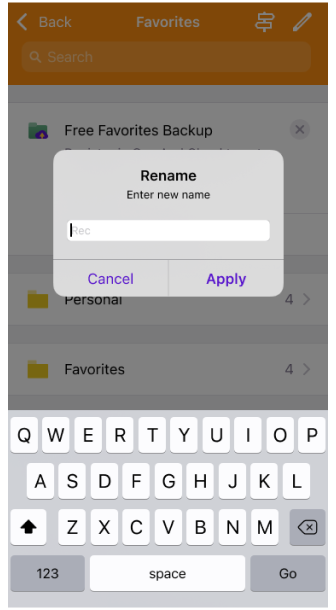 Back
Favorites
Search
Free Favorites Backup
Rename
Enter new name
Rec
Cancel
Apply
Personal
4
Favorites
4
Q W E R T Y U I O P
A S D F G H J K L
Z X C V B N M
123
space
Go